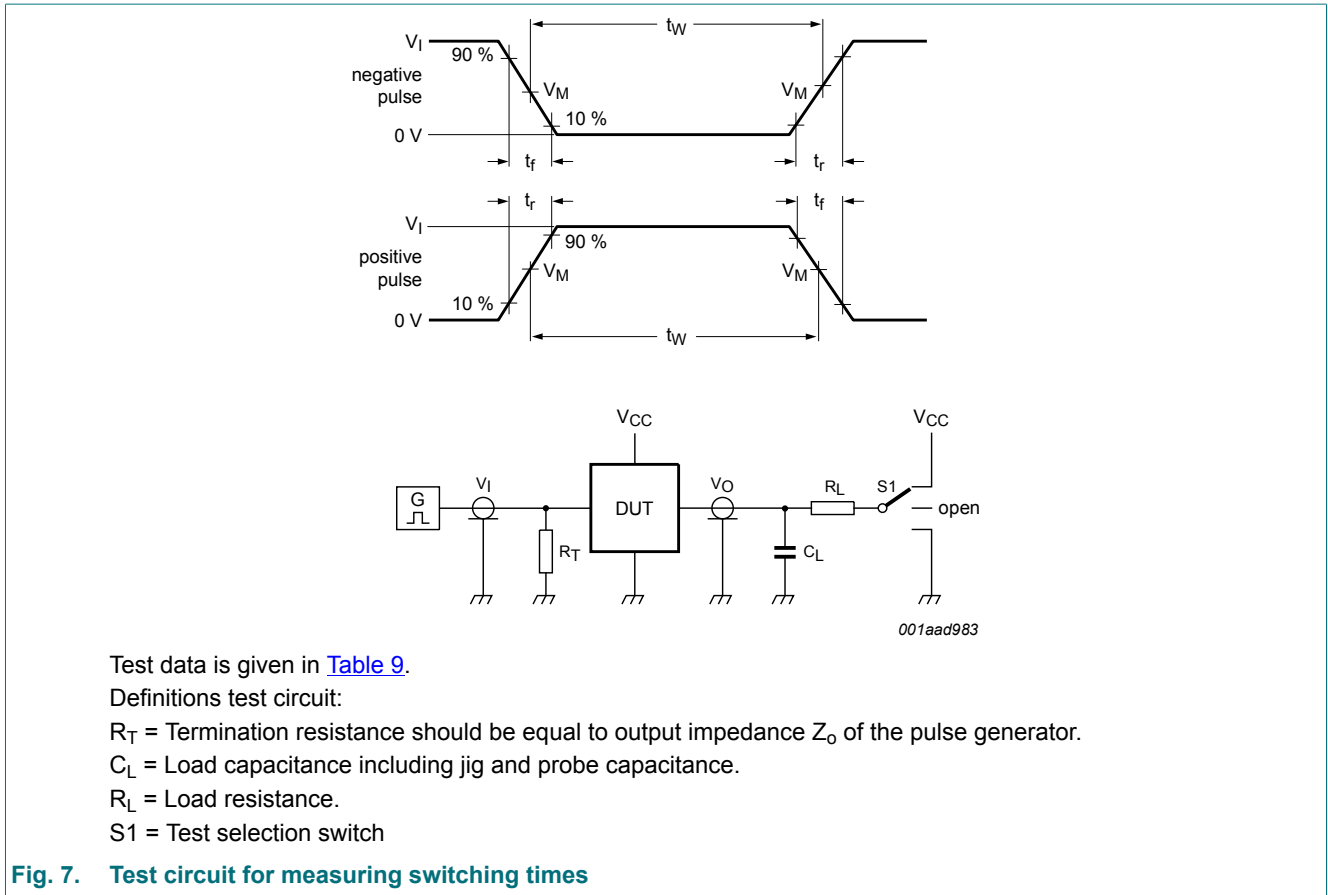 tW
VI
90 %
negative
pulse
VM
VM
10 %
0 V
tf
tr
tr
tf
VI
90 %
positive
pulse
VM
VM
10 %
0 V
tW
VCC
VCC
G
VI
DUT
VO
RL
S1
open
RT
CL
001aad983
Test data is given in Table 9.
Definitions test circuit:
RT = Termination resistance should be equal to output impedance Zo of the pulse generator.
CL = Load capacitance including jig and probe capacitance.
RL = Load resistance.
S1 = Test selection switch
Fig. 7. Test circuit for measuring switching times